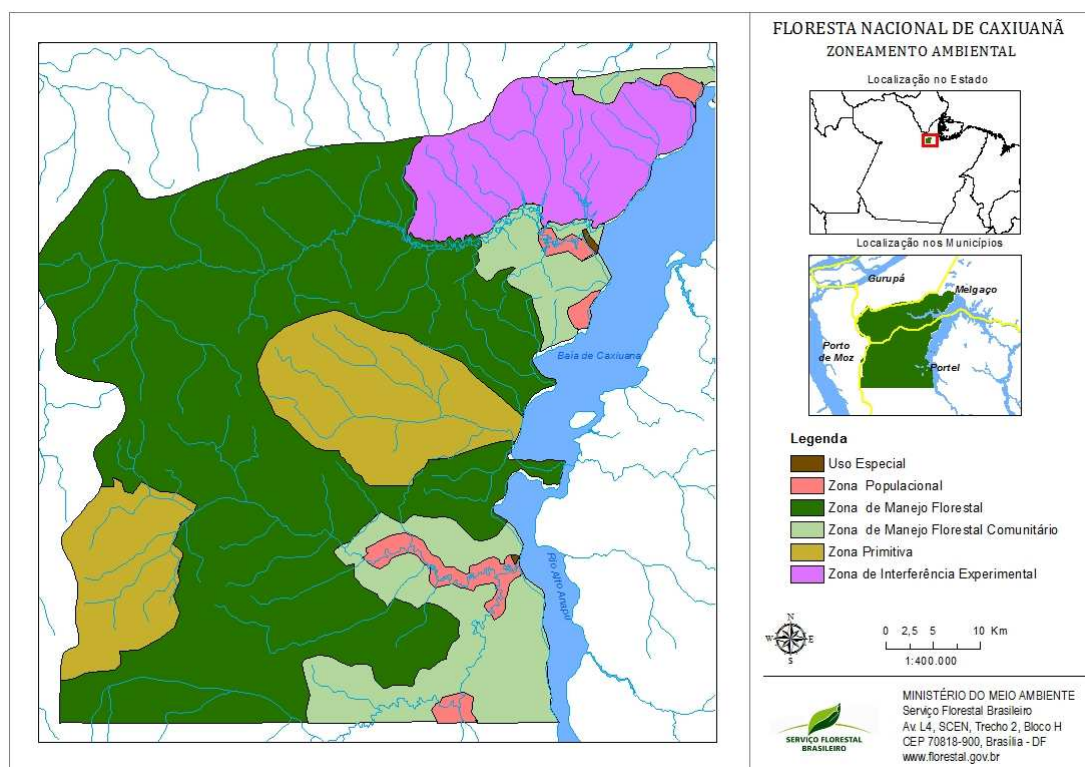 FLORESTA NACIONAL DE CAXIUANÃ
ZONEAMENTO AMBIENTAL
Localização no Estado
Localização nos Municípios
Gurupá
Melgaço
Porto
de Moz
Portel
Baia de Caxiuana
Rio Alto Anapu
Legenda
Uso Especial
Zona Populacional
Zona de Manejo Florestal
Zona de Manejo Florestal Comunitário
Zona Primitiva
Zona de Interferência Experimental
N
W E
S
0 2,5 5 10 Km
1:400.000
SERVIÇO FLORESTAL
BRASILEIRO
MINISTÉRIO DO MEIO AMBIENTE
Serviço Florestal Brasileiro
Av. L4, SCEN, Trecho 2, Bloco H
CEP 70818-900, Brasília - DF
www.florestal.gov.br